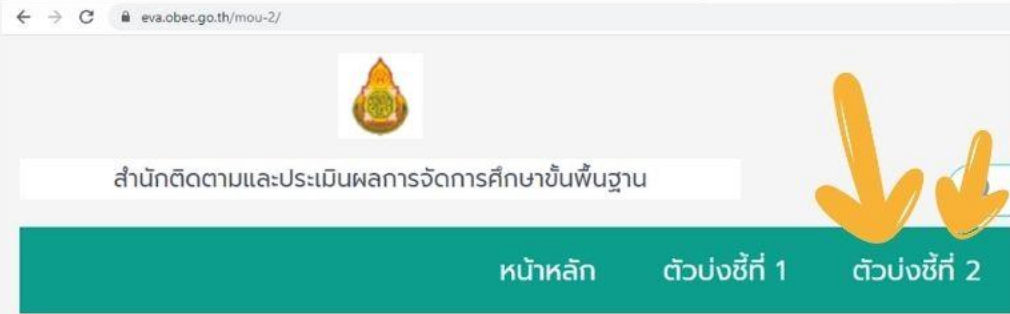 eva.obec.go.th/mou-2/
สำนักติดตามและประเมินผลการจัดการศึกษาขั้นพื้นฐาน
หน้าหลัก ตัวบ่งชี้ที่ 1 ตัวบ่งชี้ที่ 2